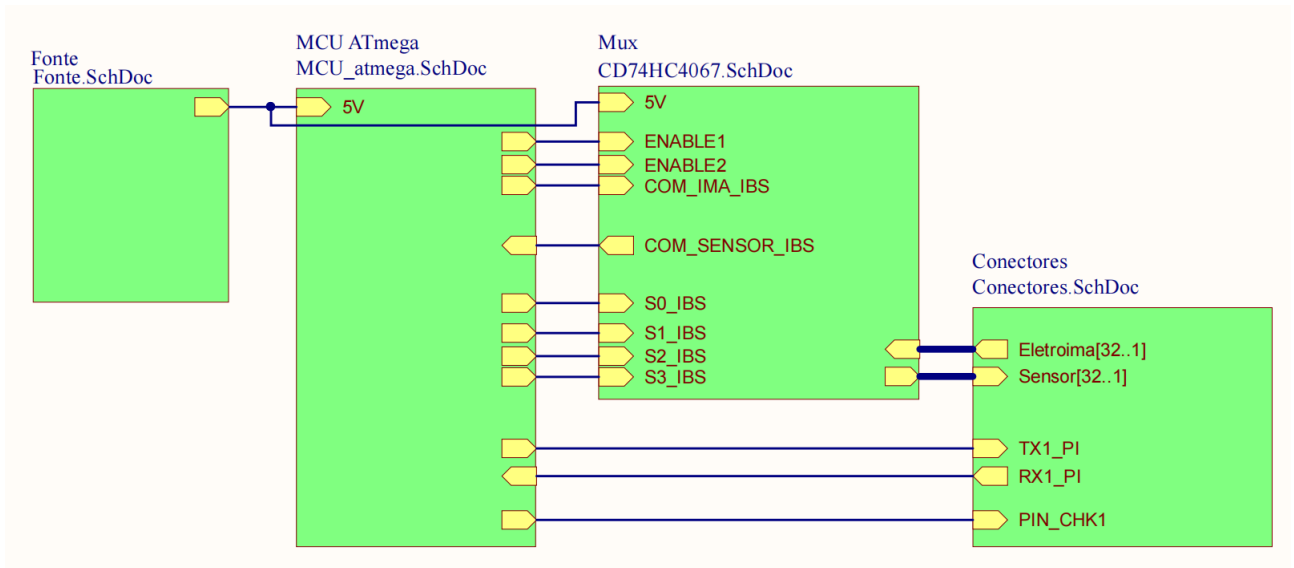 Fonte
Fonte.SchDoc
MCU ATmega
MCU_atmega.SchDoc
5V
Mux
CD74HC4067.SchDoc
5V
ENABLE1
ENABLE2
COM_IMA_IBS
COM_SENSOR_IBS
S0_IBS
S1_IBS
S2_IBS
S3_IBS
Conectores
Conectores.SchDoc
Eletroima[32..1]
Sensor[32..1]
TX1_PI
RX1_PI
PIN_CHK1